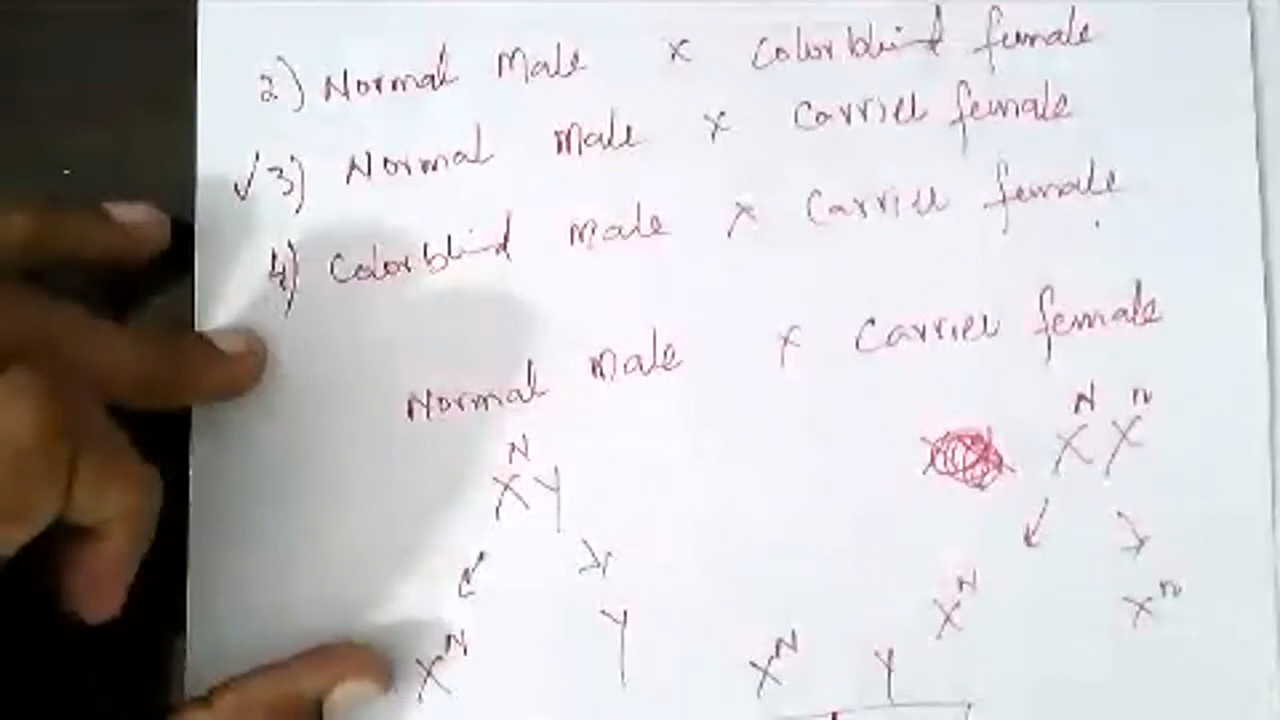 2) Normal Male x Colorblind female
✓3) Normal Male x Carrier female
4) Colorblind Male x Carrier female
Normal Male x Carrier female
X^N Y X^N X^n
X^N Y X^N X^n
X^N Y